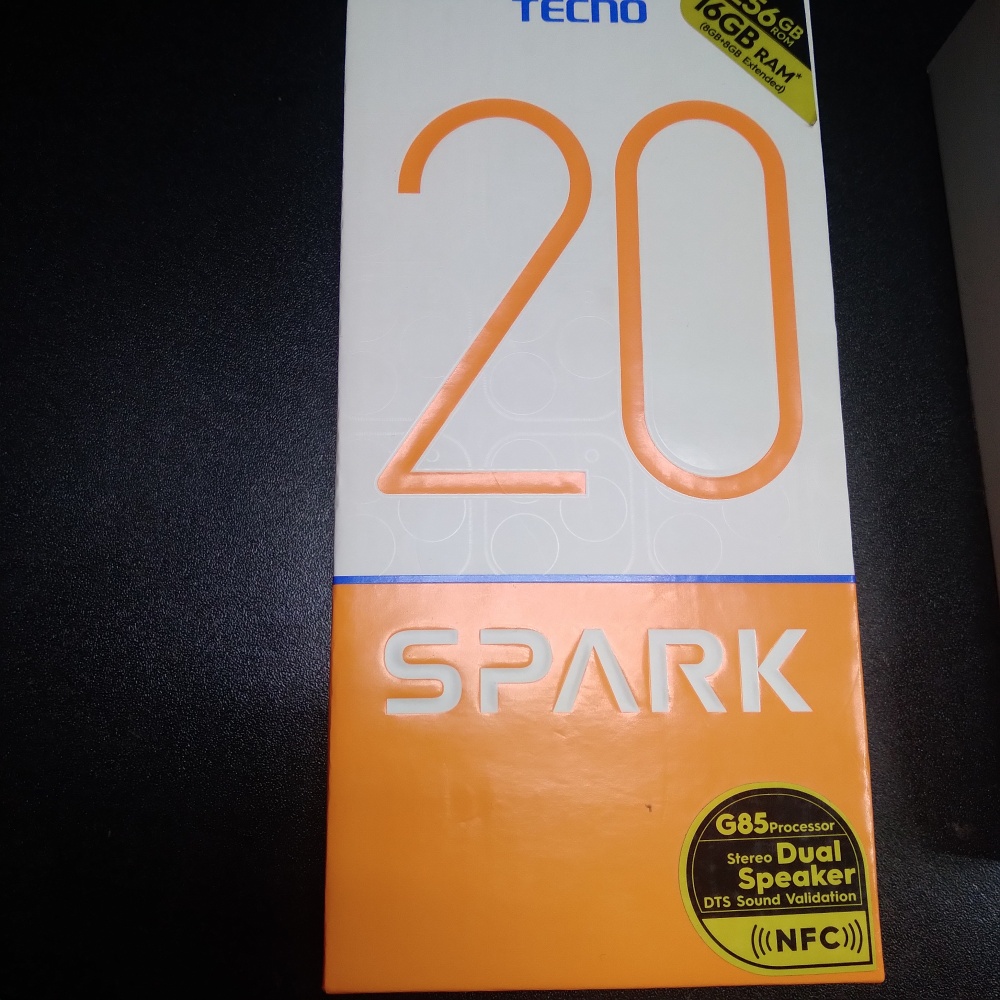 TECNO
256GB
ROM
16GB RAM*
(8GB+8GB Extended)
20
SPARK
G85 Processor
Stereo Dual
Speaker
DTS Sound Validation
NFC